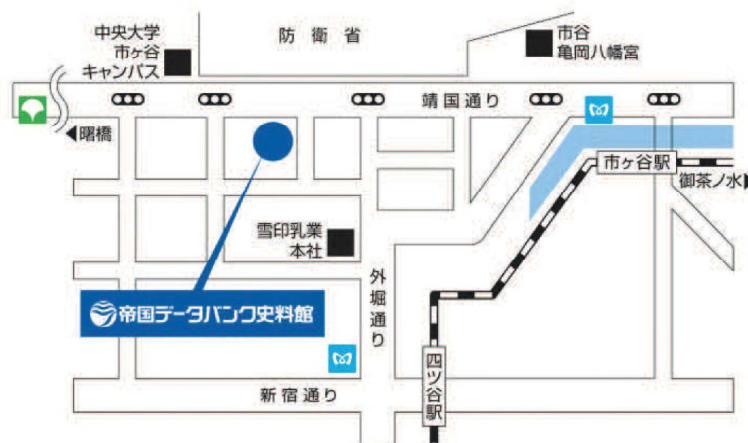 中央大学
市ヶ谷
キャンパス
防衛省
市谷
亀岡八幡宮
靖国通り
◀曙橋
市ヶ谷駅
御茶ノ水▶
雪印乳業
本社
外堀通り
帝国データバンク史料館
四ツ谷駅
新宿通り